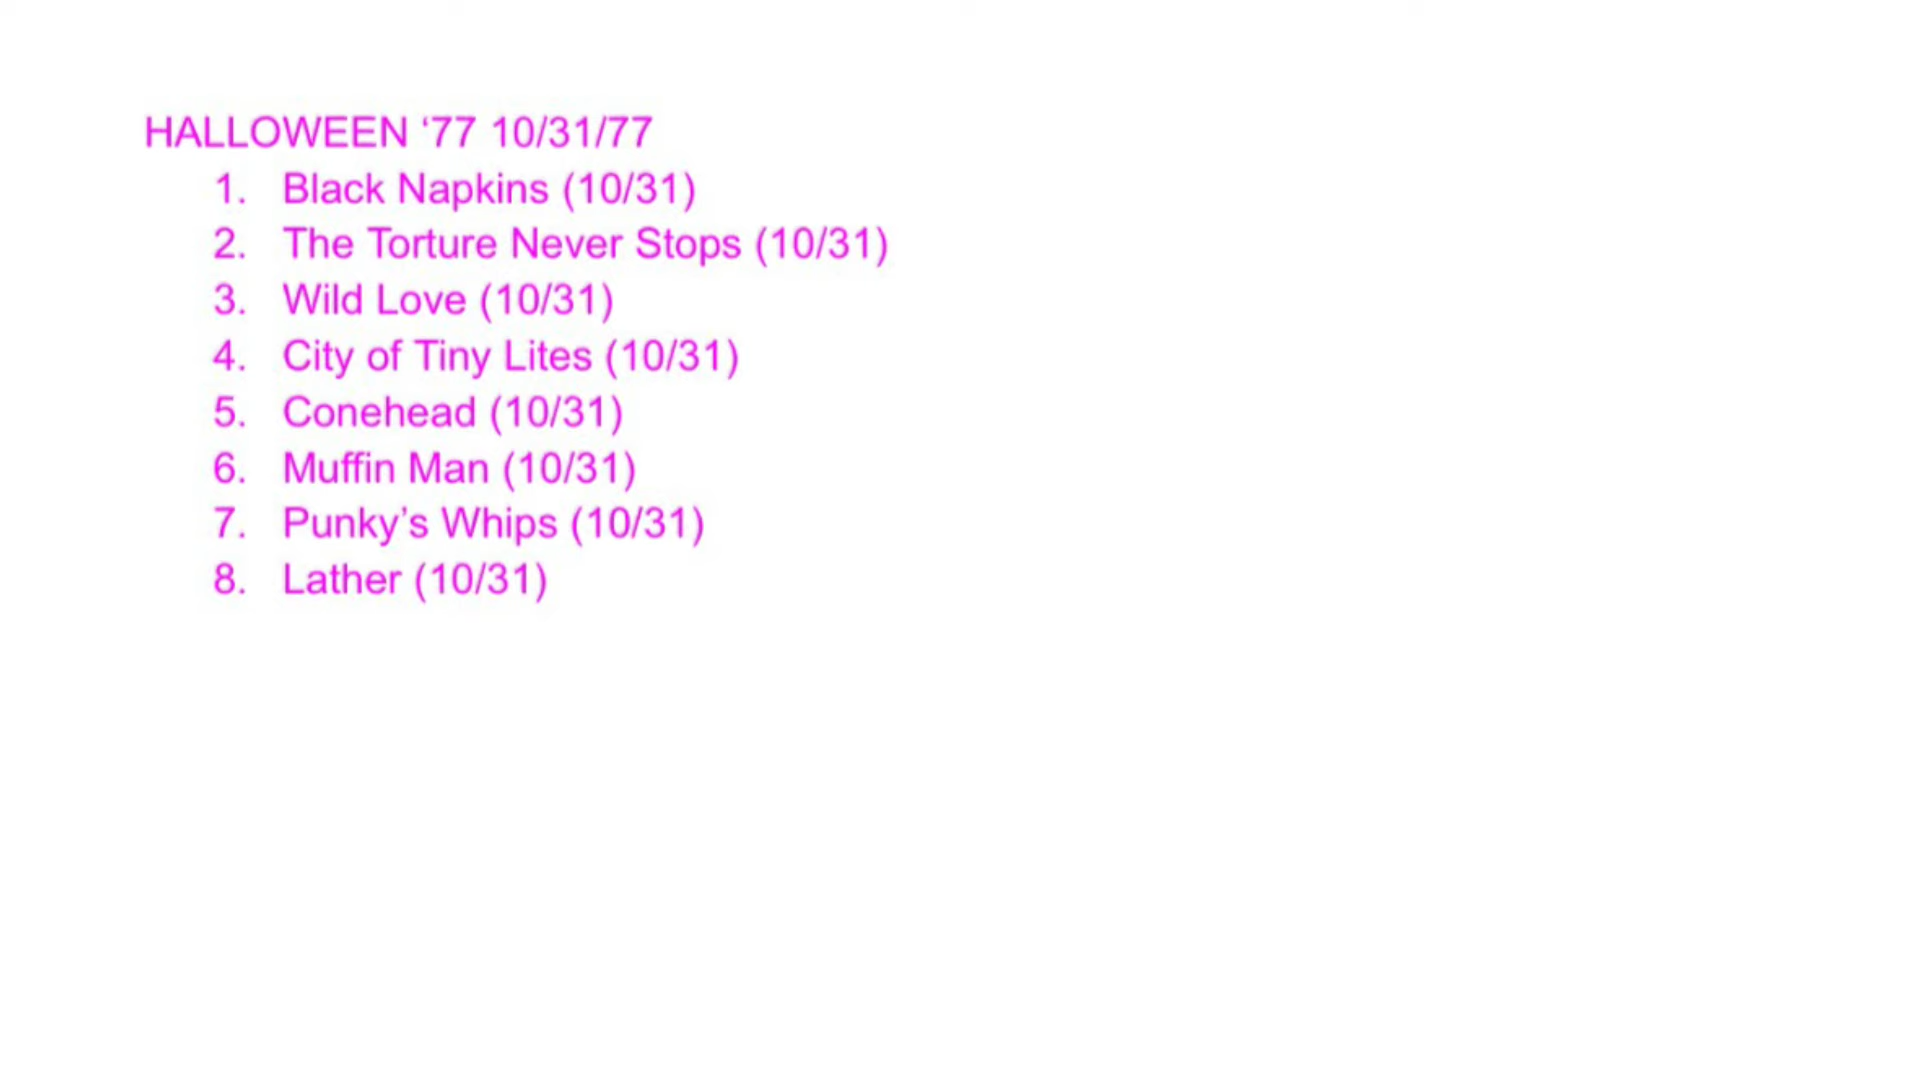 HALLOWEEN ‘77 10/31/77
1. Black Napkins (10/31)
2. The Torture Never Stops (10/31)
3. Wild Love (10/31)
4. City of Tiny Lites (10/31)
5. Conehead (10/31)
6. Muffin Man (10/31)
7. Punky’s Whips (10/31)
8. Lather (10/31)